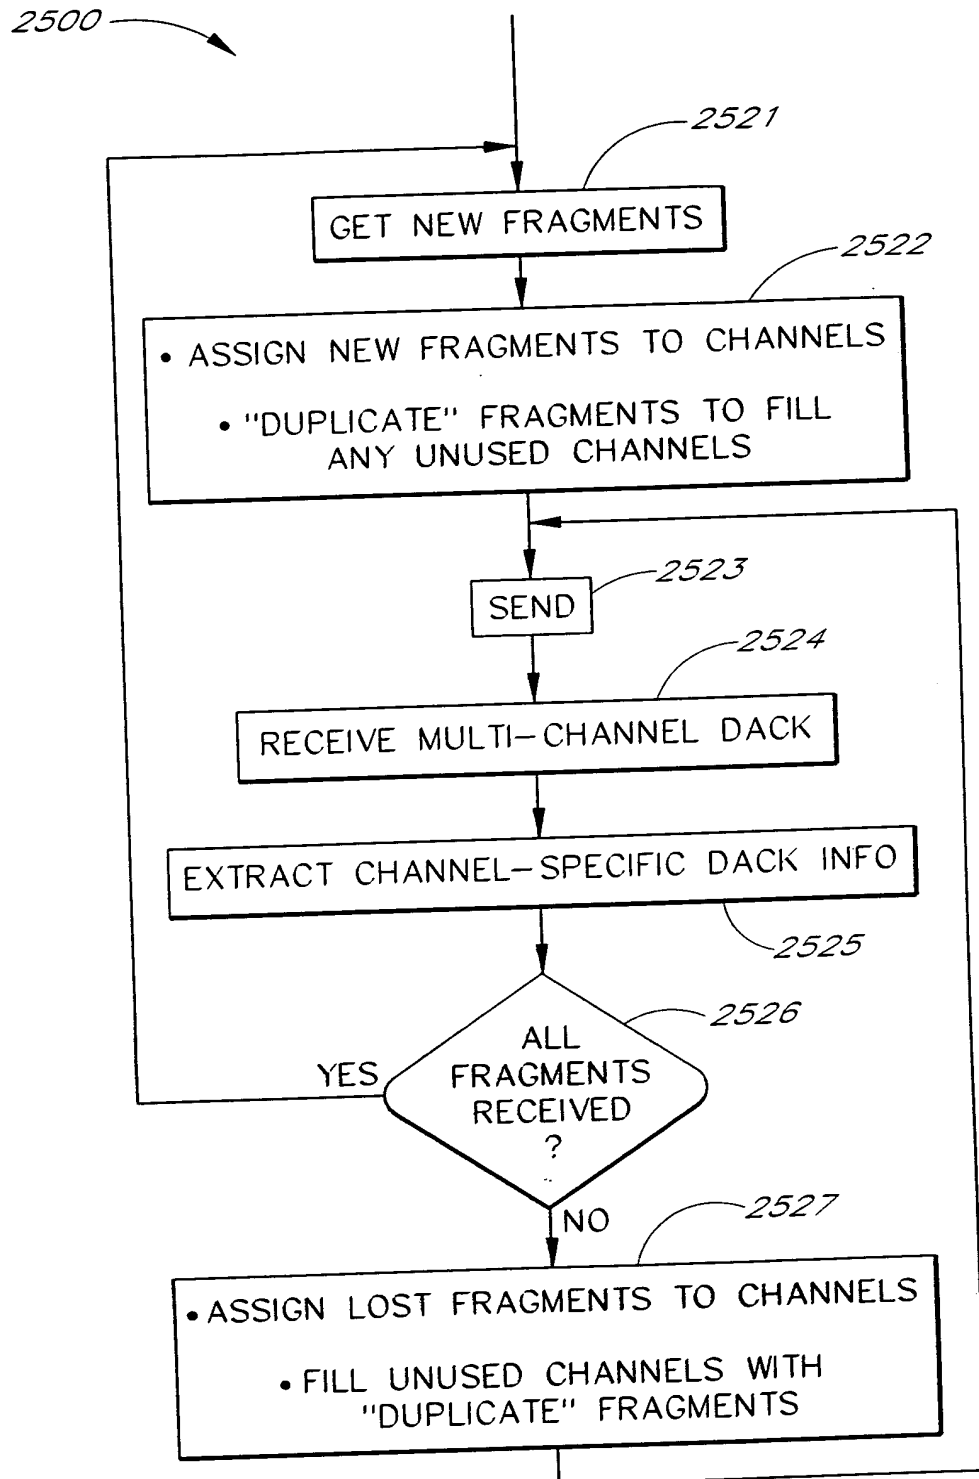 2500
2521
GET NEW FRAGMENTS
2522
• ASSIGN NEW FRAGMENTS TO CHANNELS
• "DUPLICATE" FRAGMENTS TO FILL
ANY UNUSED CHANNELS
2523
SEND
2524
RECEIVE MULTI-CHANNEL DACK
EXTRACT CHANNEL-SPECIFIC DACK INFO
2525
2526
ALL
FRAGMENTS
RECEIVED
?
YES
NO
2527
• ASSIGN LOST FRAGMENTS TO CHANNELS
• FILL UNUSED CHANNELS WITH
"DUPLICATE" FRAGMENTS